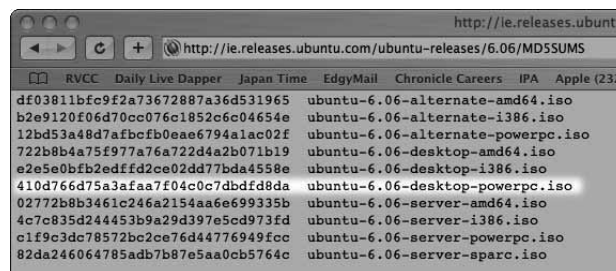 http://ie.releases.ubunt
http://ie.releases.ubuntu.com/ubuntu-releases/6.06/MD5SUMS
RVCC Daily Live Dapper Japan Time EdgyMail Chronicle Careers IPA Apple (23
df03811bfc9f2a73672887a36d531965 ubuntu-6.06-alternate-amd64.iso
b2e9120f06d70cc076c1852c6c04654e ubuntu-6.06-alternate-i386.iso
12bd53a48d7afbcfb0eae6794a1ac02f ubuntu-6.06-alternate-powerpc.iso
722b8b4a75f977a76a722d4a2b071b19 ubuntu-6.06-desktop-amd64.iso
e2e5e0bfb2edffd2ce02dd77bda4558e ubuntu-6.06-desktop-i386.iso
410d766d75a3afaa7f04c0c7dbdfd8da ubuntu-6.06-desktop-powerpc.iso
02772b8b3461c246a2154aa6e699335b ubuntu-6.06-server-amd64.iso
4c7c835d244453b9a29d397e5cd973fd ubuntu-6.06-server-i386.iso
c1f9c3dc78572bc2ce76d44776949fcc ubuntu-6.06-server-powerpc.iso
82da246064785adb7b87e5aa0cb5764c ubuntu-6.06-server-sparc.iso